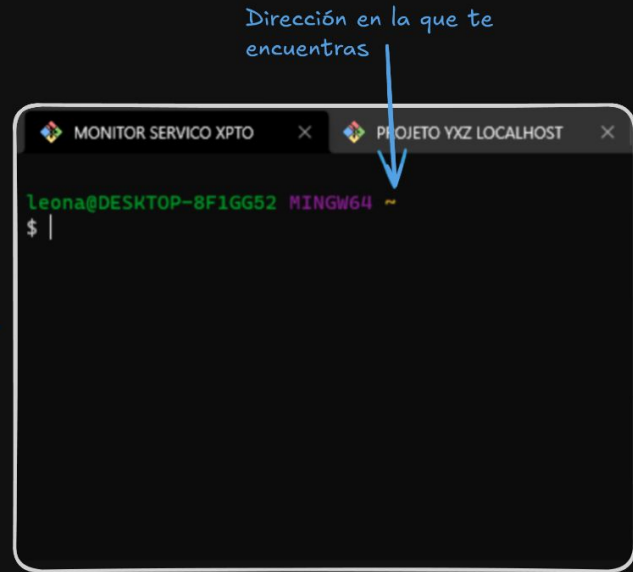 Dirección en la que te
encuentras
MONITOR SERVICO XPTO × PROJETO YXZ LOCALHOST ×
leona@DESKTOP-8F1GG52 MINGW64 ~
$